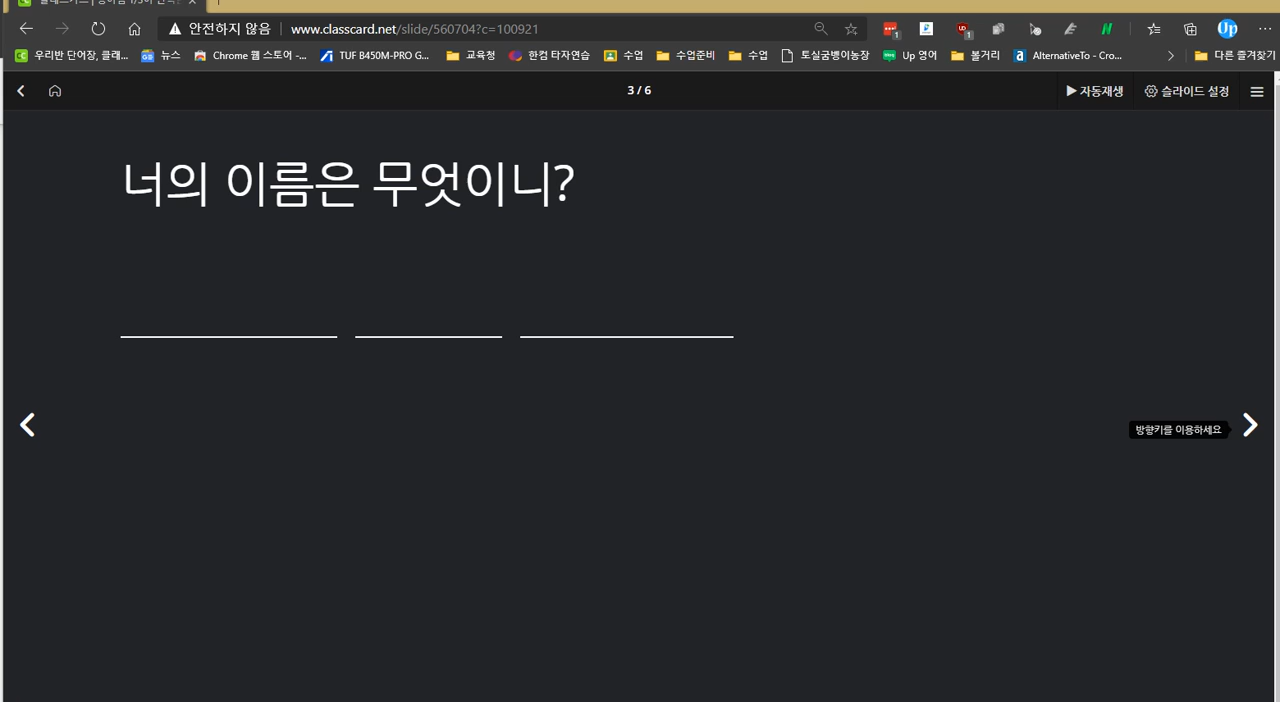 안전하지 않음 www.classcard.net/slide/560704?c=100921
우리반 단어장, 클래... 뉴스 Chrome 웹 스토어 -... TUF B450M-PRO G... 교육청 한컴 타자연습 수업 수업준비 수업 토실굼벵이농장 Up 영어 볼거리 AlternativeTo - Cro... 다른 즐겨찾기
3 / 6 자동재생 슬라이드 설정
너의 이름은 무엇이니?
방향키를 이용하세요